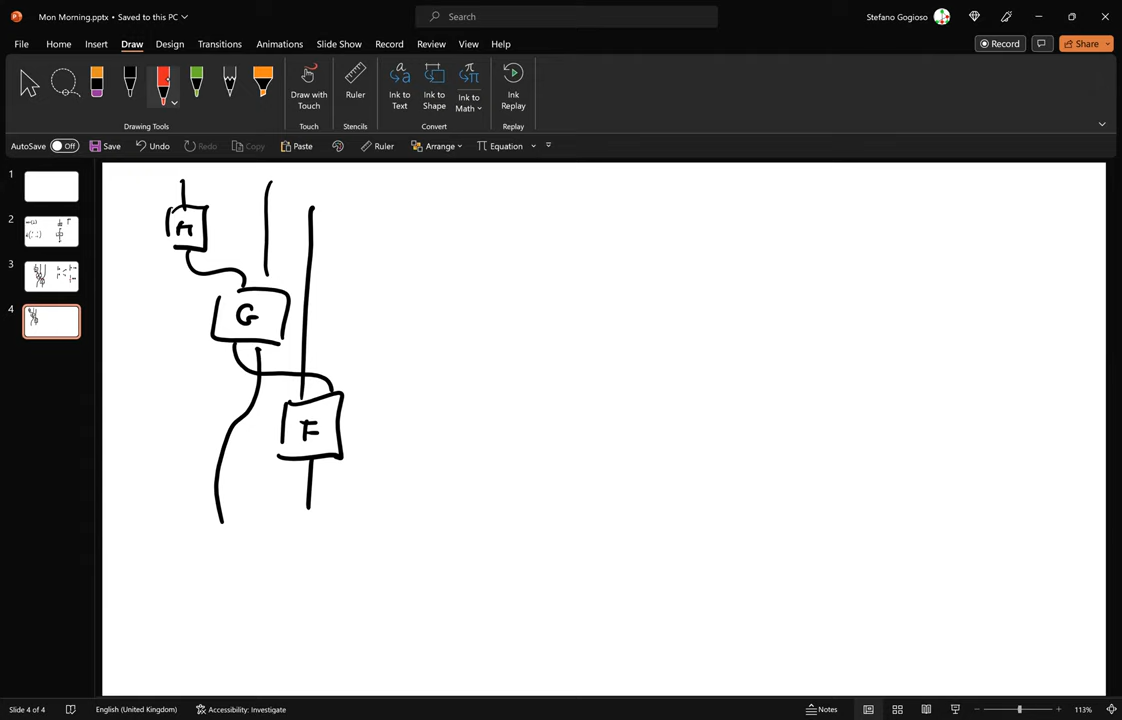 Mon Morning.pptx • Saved to this PC
Search
Stefano Gogioso
File Home Insert Draw Design Transitions Animations Slide Show Record Review View Help
Record
Share
Draw with Touch
Ruler
Ink to Text
Ink to Shape
Ink to Math
Ink Replay
Drawing Tools
Touch
Stencils
Convert
Replay
AutoSave Off Save Undo Redo Copy Paste Ruler Arrange Equation
1
2
3
4
H
G
F
Slide 4 of 4 English (United Kingdom) Accessibility: Investigate Notes 113%